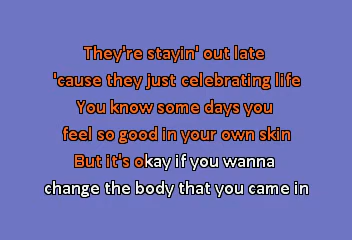 They're stayin' out late
'cause they just celebrating life
You know some days you
feel so good in your own skin
But it's okay if you wanna
change the body that you came in